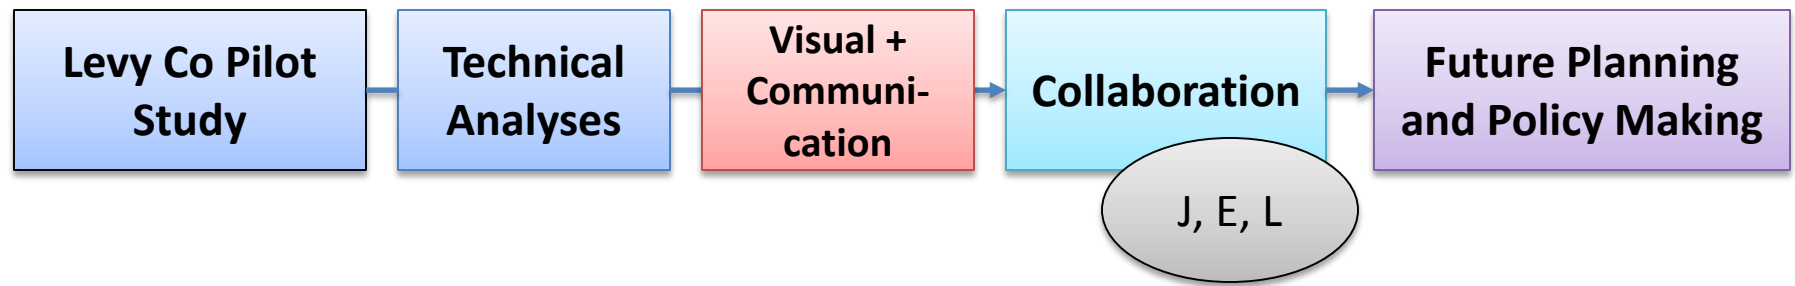 Levy Co Pilot
Study
Technical
Analyses
Visual +
Communi-
cation
Collaboration
Future Planning
and Policy Making
J, E, L